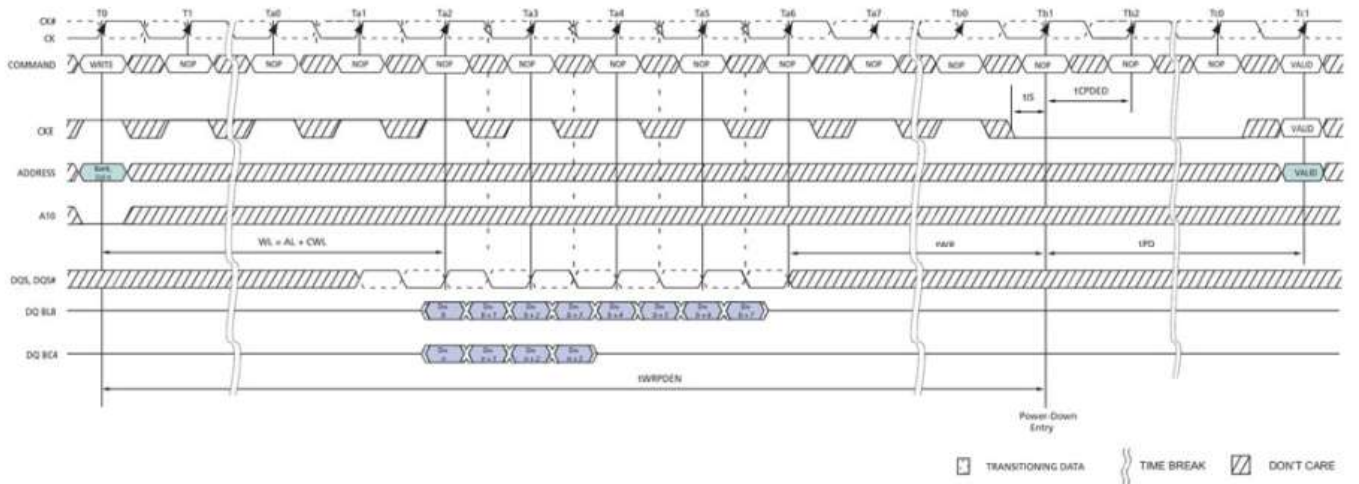 T0 T1 Ta0 Ta1 Ta2 Ta3 Ta4 Ta5 Ta6 Ta7 Tb0 Tb1 Tb2 Tc0 Tc1
CK#
CK
COMMAND WRITE NOP NOP NOP NOP NOP NOP NOP NOP NOP NOP NOP NOP NOP VALID
tIS tCPDED
CKE VALID
ADDRESS VALID
A10
WL = AL + CWL tWR tPD
DQS, DQS#
DQ BL8
DQ BC4
tWRPDEN
Power-Down
Entry
TRANSITIONING DATA TIME BREAK DON'T CARE